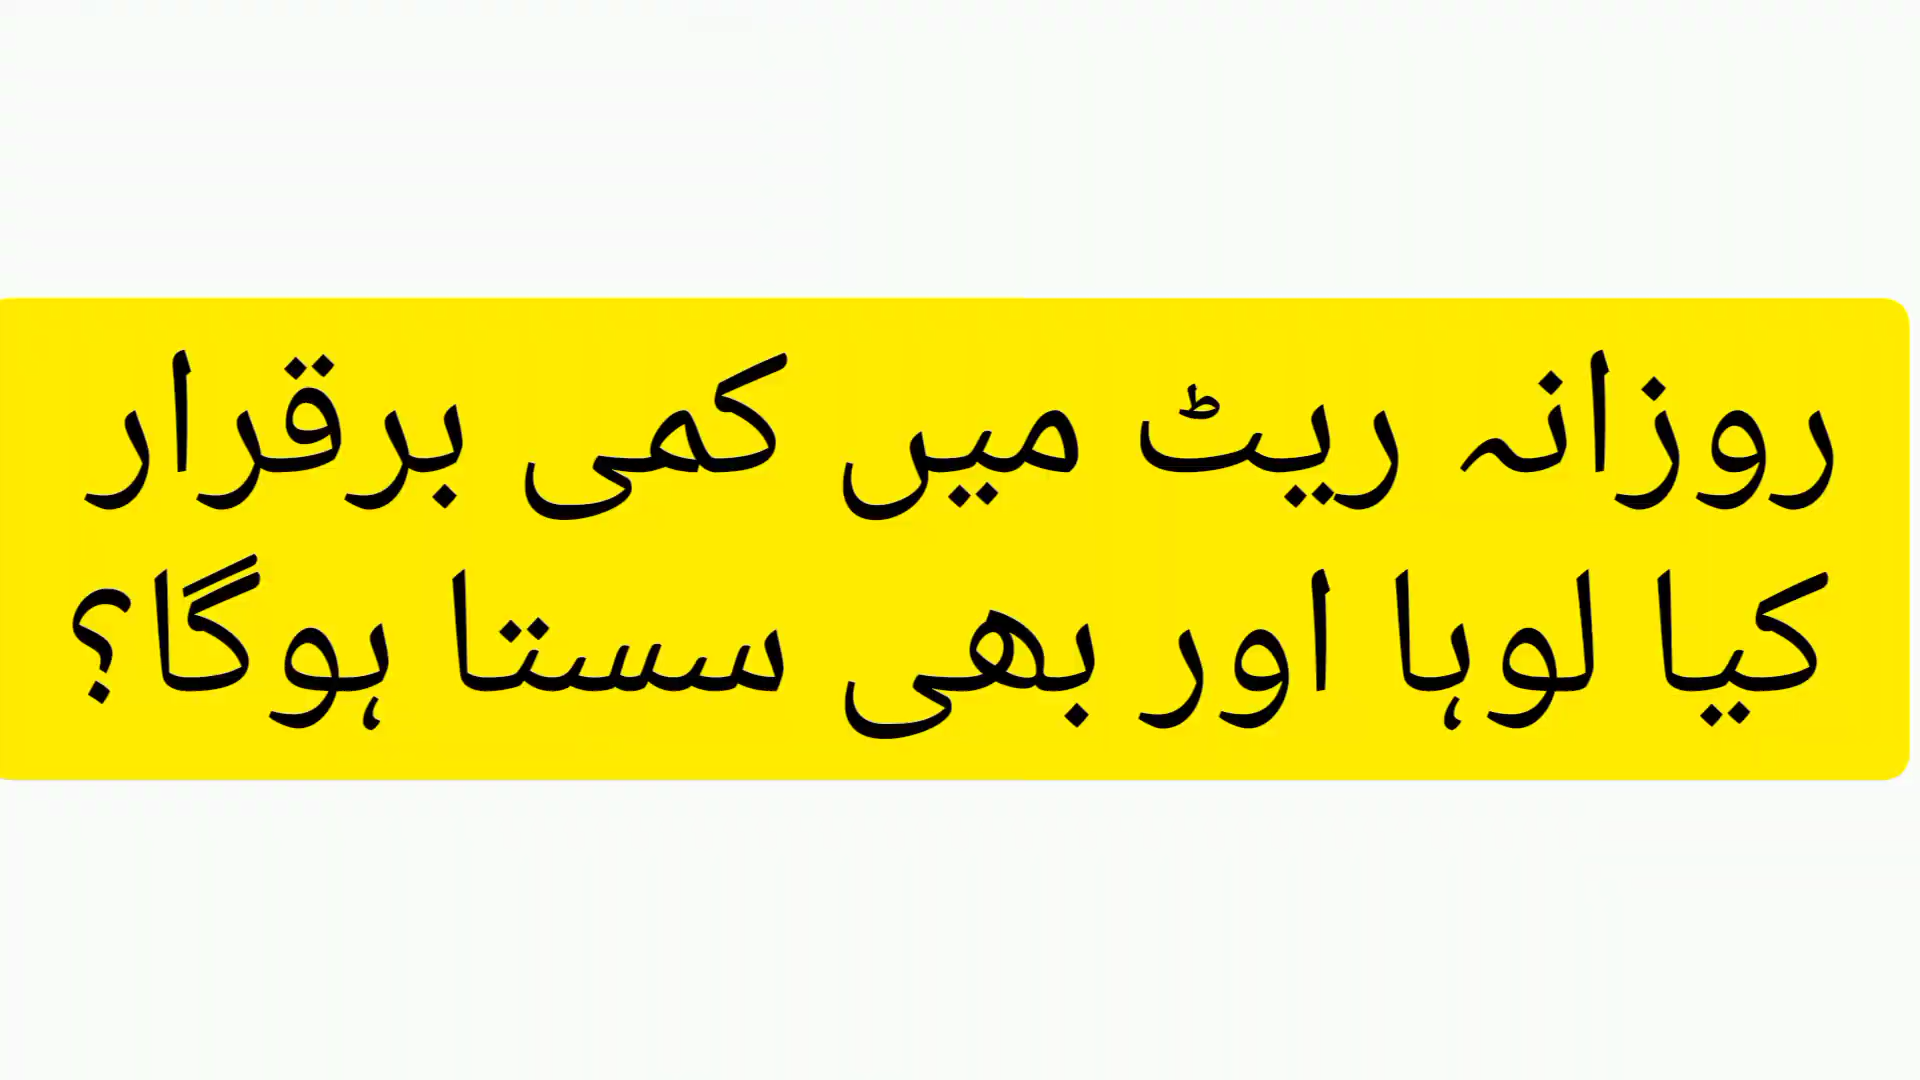 روزانہ ریٹ میں کمی برقرار
کیا لوہا اور بھی سستا ہوگا؟